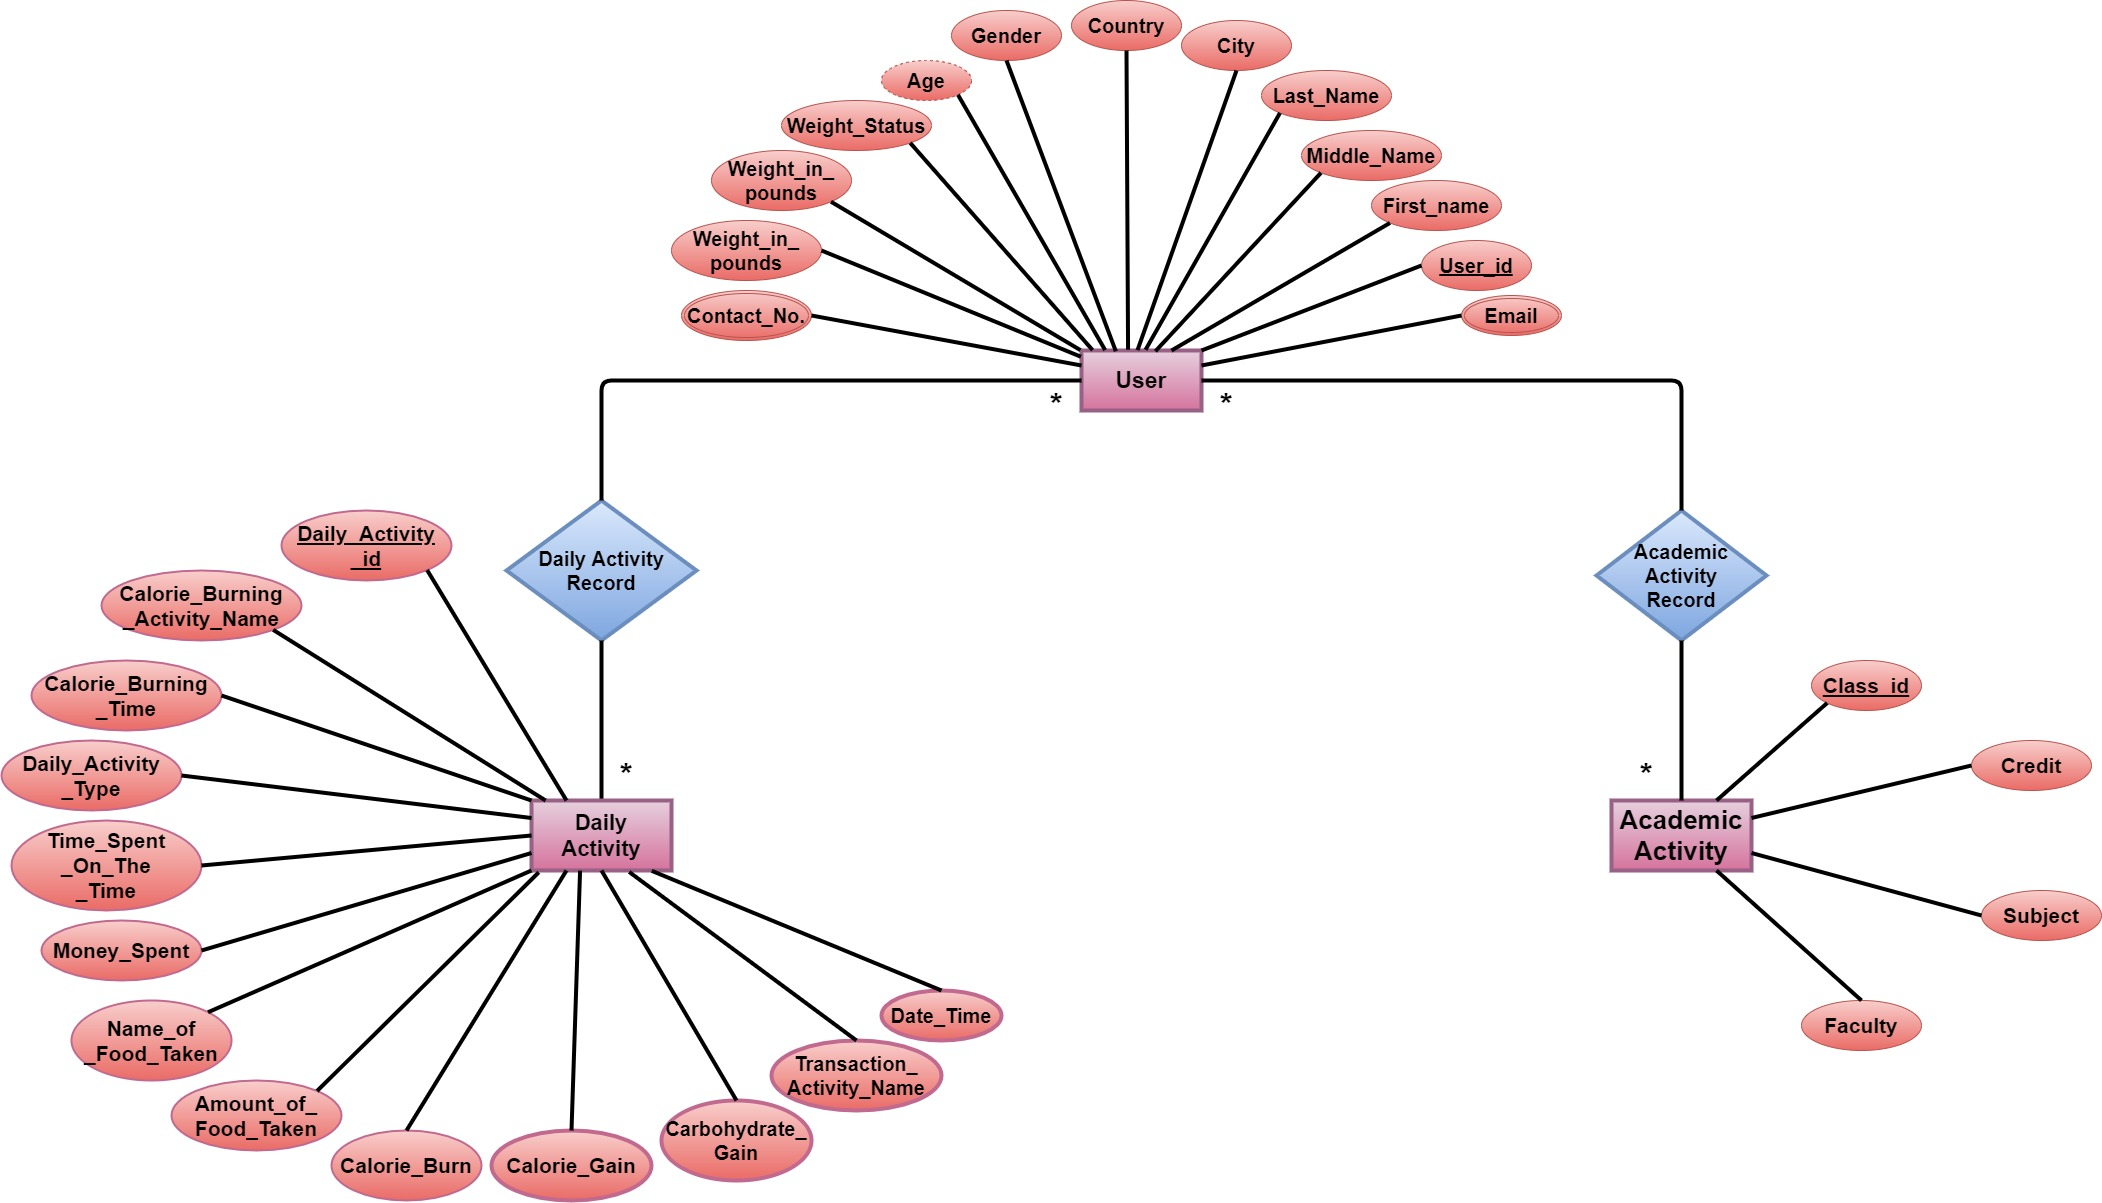 Country
Gender
City
Age
Last_Name
Weight_Status
Middle_Name
Weight_in_
pounds
First_name
Weight_in_
pounds
User_id
Contact_No.
Email
User
*
*
Daily_Activity
_id
Daily Activity
Record
Academic
Activity
Record
Calorie_Burning
_Activity_Name
Calorie_Burning
_Time
Class_id
Daily_Activity
_Type
*
*
Credit
Time_Spent
_On_The
_Time
Daily
Activity
Academic
Activity
Money_Spent
Subject
Name_of
_Food_Taken
Date_Time
Faculty
Transaction_
Activity_Name
Amount_of_
Food_Taken
Carbohydrate_
Gain
Calorie_Burn
Calorie_Gain